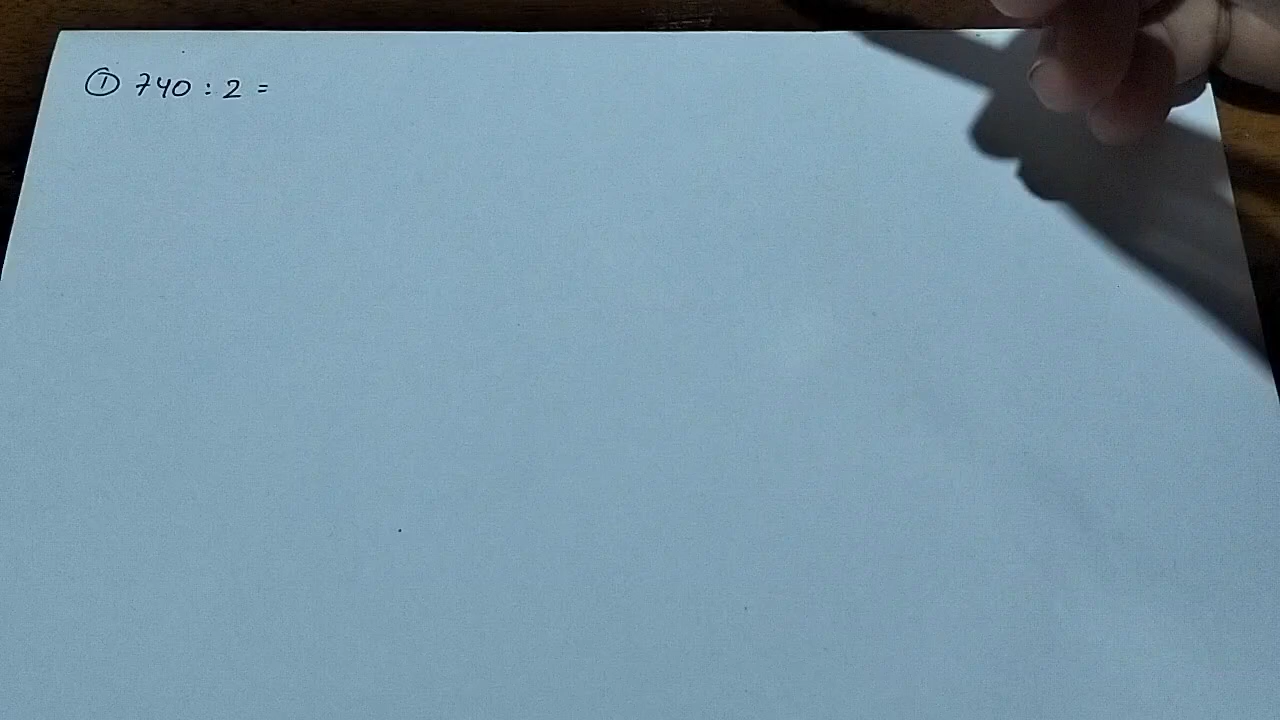 ① 740 : 2 =